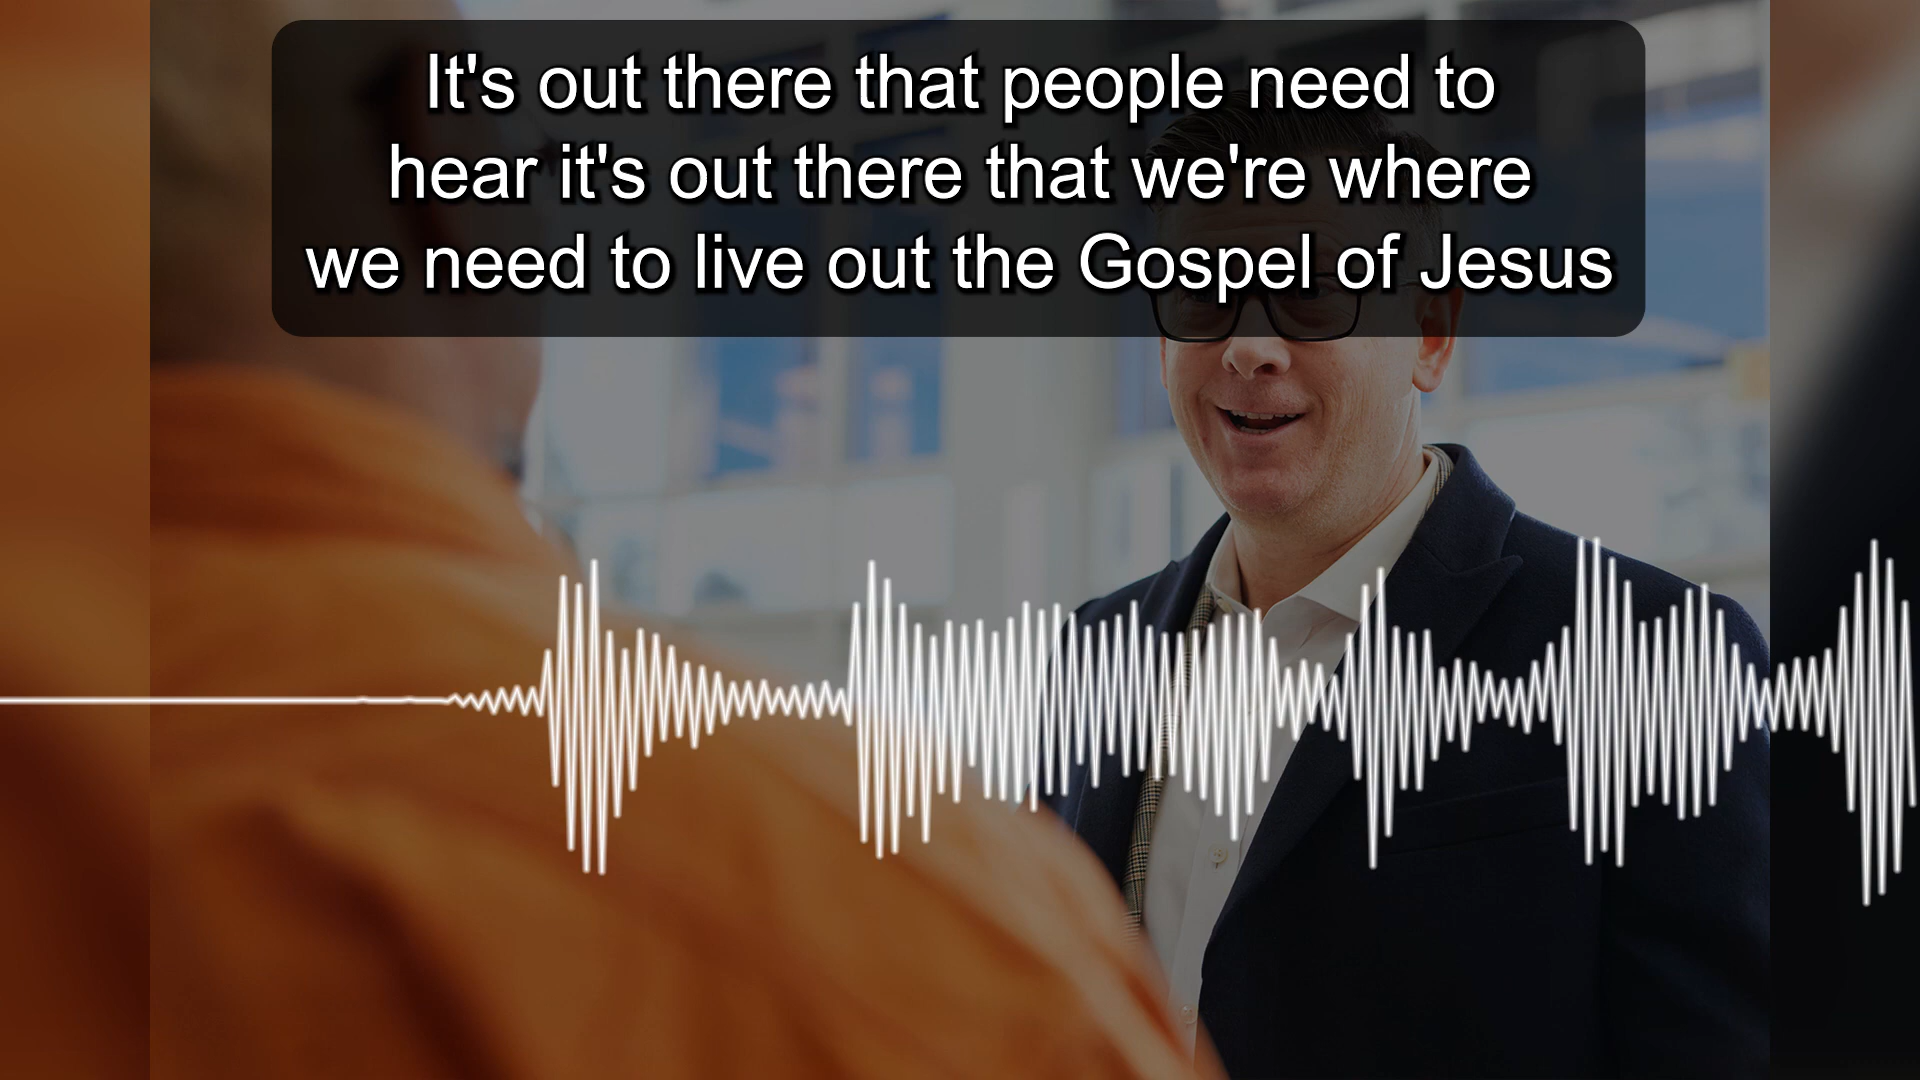 It's out there that people need to
hear it's out there that we're where
we need to live out the Gospel of Jesus